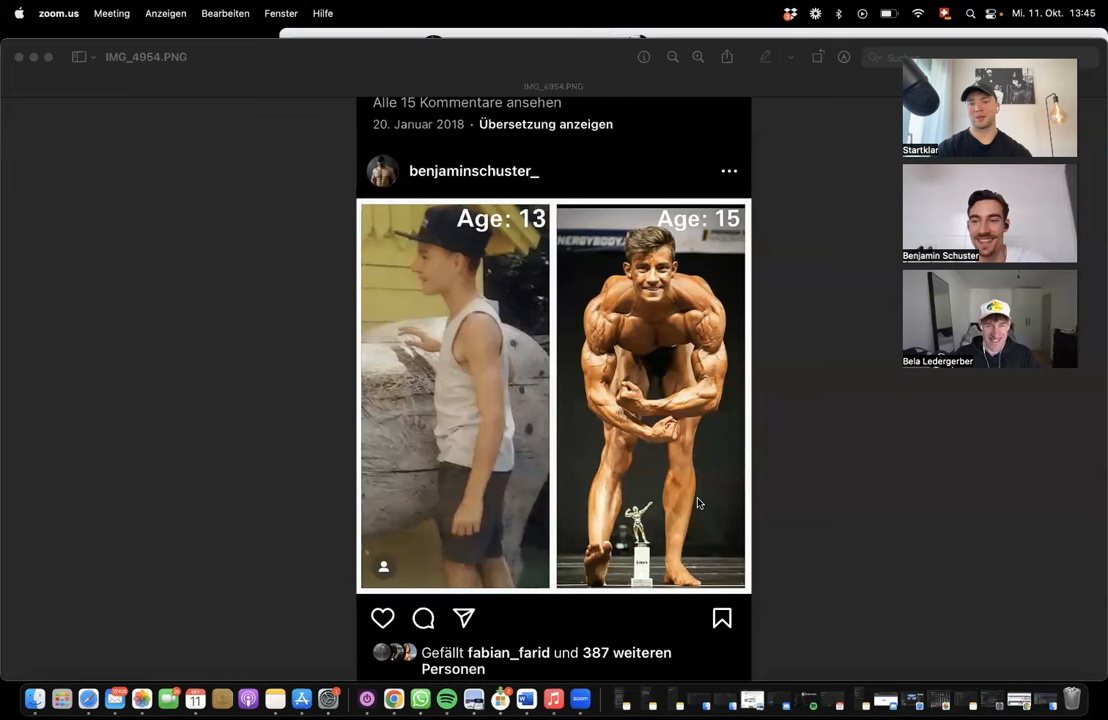 zoom.us Meeting Anzeigen Bearbeiten Fenster Hilfe Mi. 11. Okt. 13:45
IMG_4954.PNG
IMG_4954.PNG
Alle 15 Kommentare ansehen
20. Januar 2018 · Übersetzung anzeigen
benjaminschuster_
Age: 13
Age: 15
Gefällt fabian_farid und 387 weiteren
Personen
Startklar
Benjamin Schuster
Bela Ledergerber